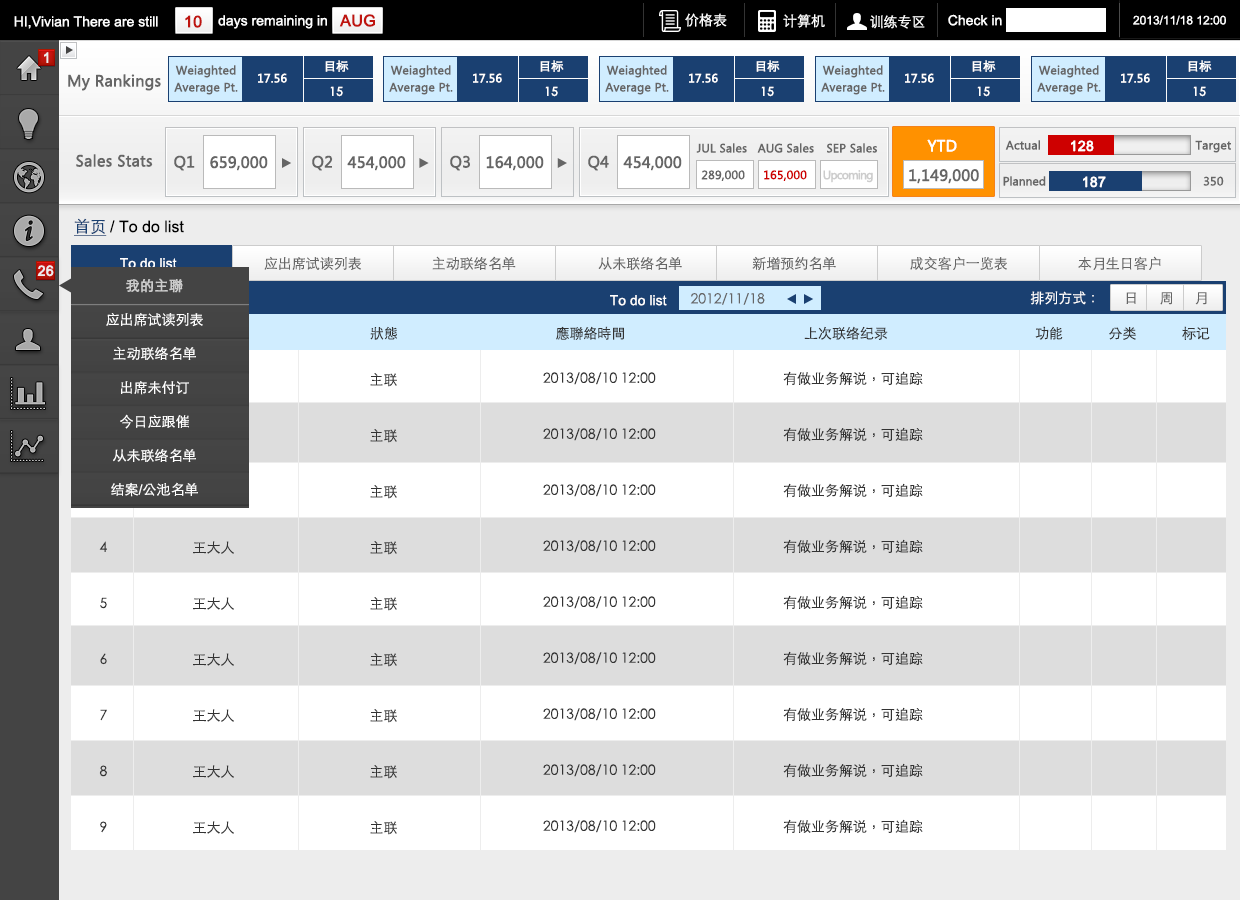 HI,Vivian There are still 10 days remaining in AUG 价格表 计算机 训练专区 Check in 2013/11/18 12:00
1
My Rankings
Weiaghted Average Pt. 17.56 目标 15
Weiaghted Average Pt. 17.56 目标 15
Weiaghted Average Pt. 17.56 目标 15
Weiaghted Average Pt. 17.56 目标 15
Weiaghted Average Pt. 17.56 目标 15
Sales Stats Q1 659,000 Q2 454,000 Q3 164,000 Q4 454,000
JUL Sales AUG Sales SEP Sales
289,000 165,000 Upcoming
YTD
1,149,000
Actual 128 Target
Planned 187 350
首页 / To do list
To do list 应出席试读列表 主动联络名单 从未联络名单 新增预约名单 成交客户一览表 本月生日客户
26
我的主聯
应出席试读列表
主动联络名单
出席未付订
今日应跟催
从未联络名单
结案/公池名单
To do list 2012/11/18 排列方式： 日 周 月
狀態 應聯絡時間 上次联络纪录 功能 分类 标记
主联 2013/08/10 12:00 有做业务解说，可追踪
主联 2013/08/10 12:00 有做业务解说，可追踪
主联 2013/08/10 12:00 有做业务解说，可追踪
4 王大人 主联 2013/08/10 12:00 有做业务解说，可追踪
5 王大人 主联 2013/08/10 12:00 有做业务解说，可追踪
6 王大人 主联 2013/08/10 12:00 有做业务解说，可追踪
7 王大人 主联 2013/08/10 12:00 有做业务解说，可追踪
8 王大人 主联 2013/08/10 12:00 有做业务解说，可追踪
9 王大人 主联 2013/08/10 12:00 有做业务解说，可追踪